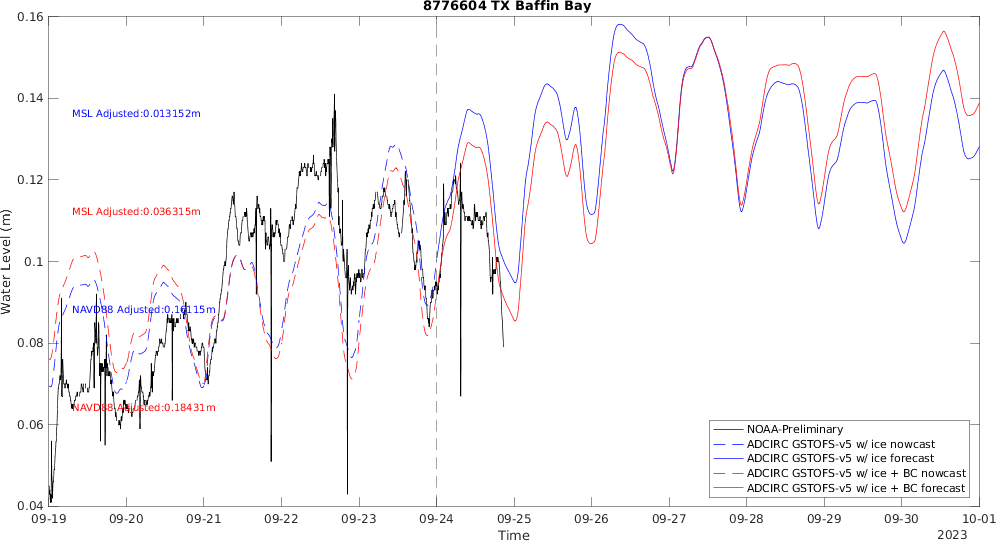 8776604 TX Baffin Bay
Water Level (m)
0.16
0.14
0.12
0.1
0.08
0.06
0.04
MSL Adjusted:0.013152m
MSL Adjusted:0.036315m
NAVD88 Adjusted:0.16115m
NAVD88 Adjusted:0.18431m
NOAA-Preliminary
ADCIRC GSTOFS-v5 w/ ice nowcast
ADCIRC GSTOFS-v5 w/ ice forecast
ADCIRC GSTOFS-v5 w/ ice + BC nowcast
ADCIRC GSTOFS-v5 w/ ice + BC forecast
09-19 09-20 09-21 09-22 09-23 09-24 09-25 09-26 09-27 09-28 09-29 09-30 10-01
Time
2023